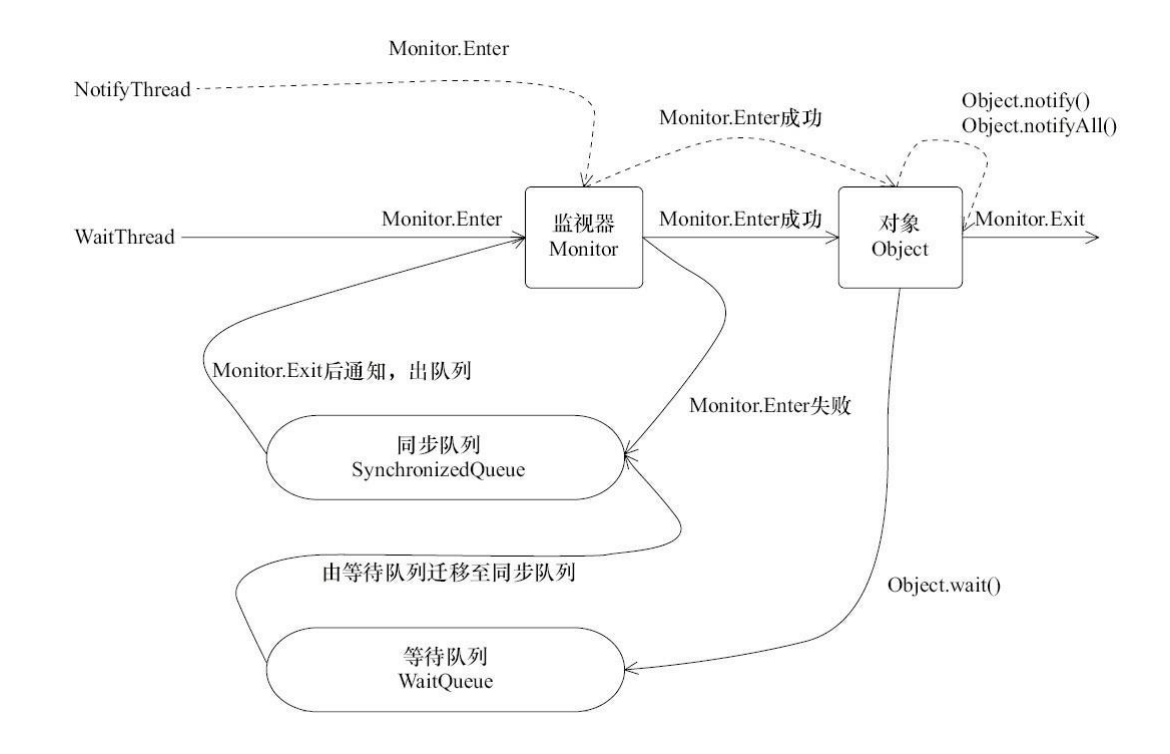 Monitor.Enter
NotifyThread
Object.notify()
Object.notifyAll()
Monitor.Enter成功
WaitThread
Monitor.Enter
监视器
Monitor
Monitor.Enter成功
对象
Object
Monitor.Exit
Monitor.Exit后通知，出队列
Monitor.Enter失败
同步队列
SynchronizedQueue
由等待队列迁移至同步队列
Object.wait()
等待队列
WaitQueue